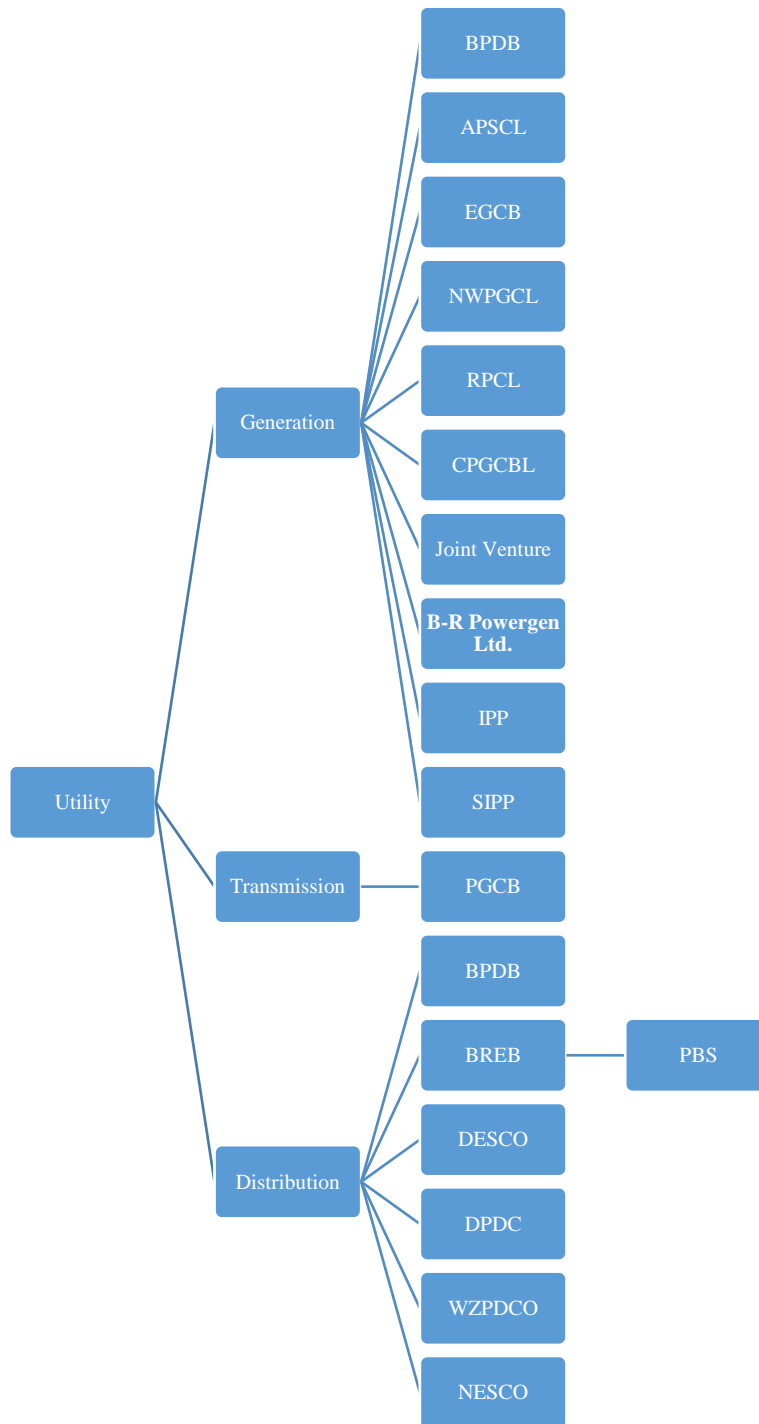 BPDB
APSCL
EGCB
NWPGCL
RPCL
Generation
CPGCBL
Joint Venture
B-R Powergen
Ltd.
IPP
Utility
SIPP
Transmission
PGCB
BPDB
BREB
PBS
DESCO
Distribution
DPDC
WZPDCO
NESCO